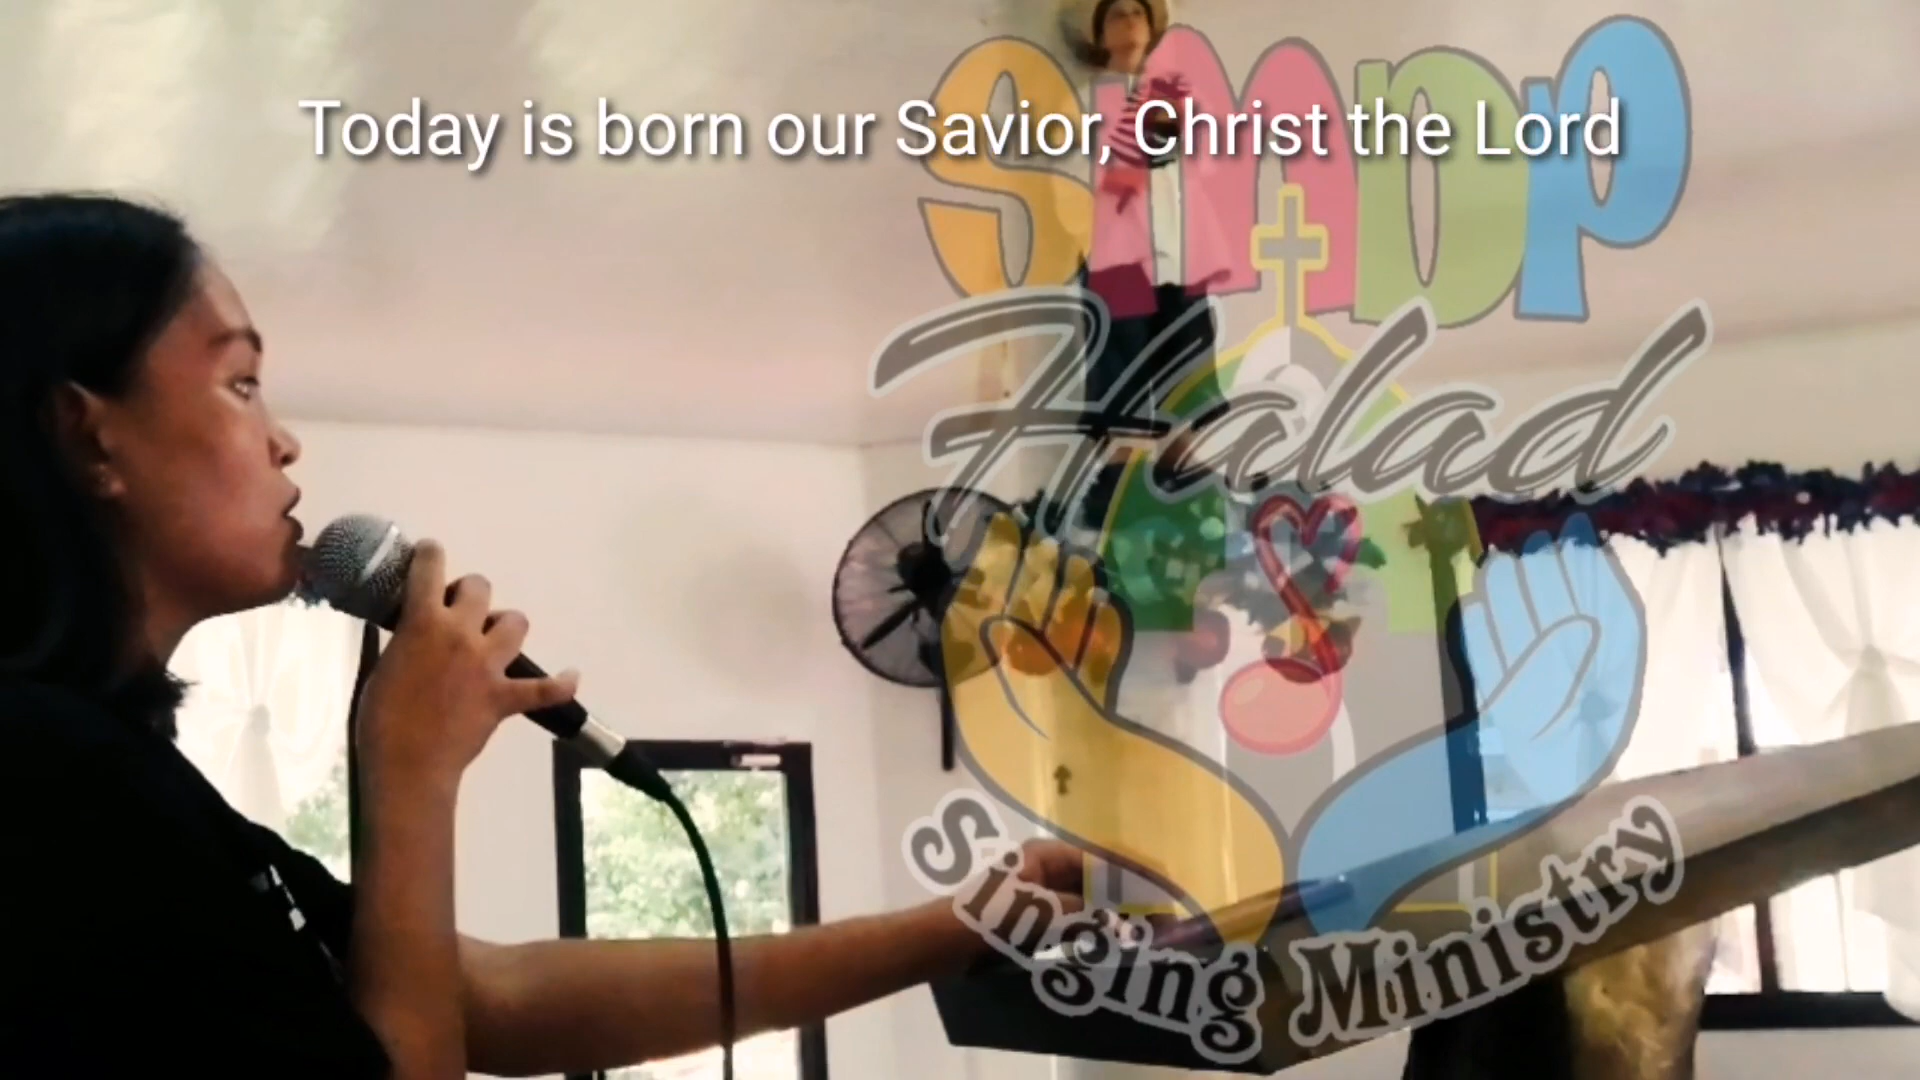 SMDP
Today is born our Savior, Christ the Lord
Halad
Singing Ministry